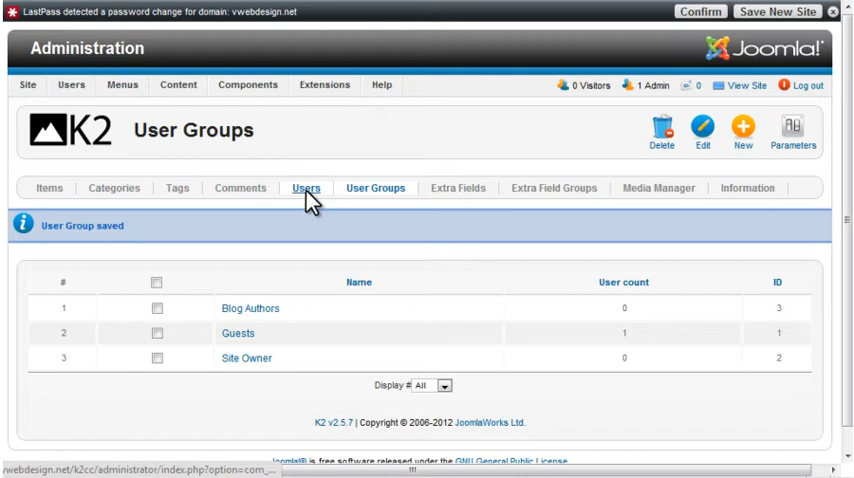 LastPass detected a password change for domain: vwebdesign.net Confirm Save New Site
Administration Joomla!
Site Users Menus Content Components Extensions Help 0 Visitors 1 Admin 0 View Site Log out
K2 User Groups Delete Edit New Parameters
Items Categories Tags Comments Users User Groups Extra Fields Extra Field Groups Media Manager Information
User Group saved
# Name User count ID
1 Blog Authors 0 3
2 Guests 1 1
3 Site Owner 0 2
Display # All
K2 v2.5.7 | Copyright © 2006-2012 JoomlaWorks Ltd.
Joomla!® is free software released under the GNU General Public License.
vwebdesign.net/k2cc/administrator/index.php?option=com_...